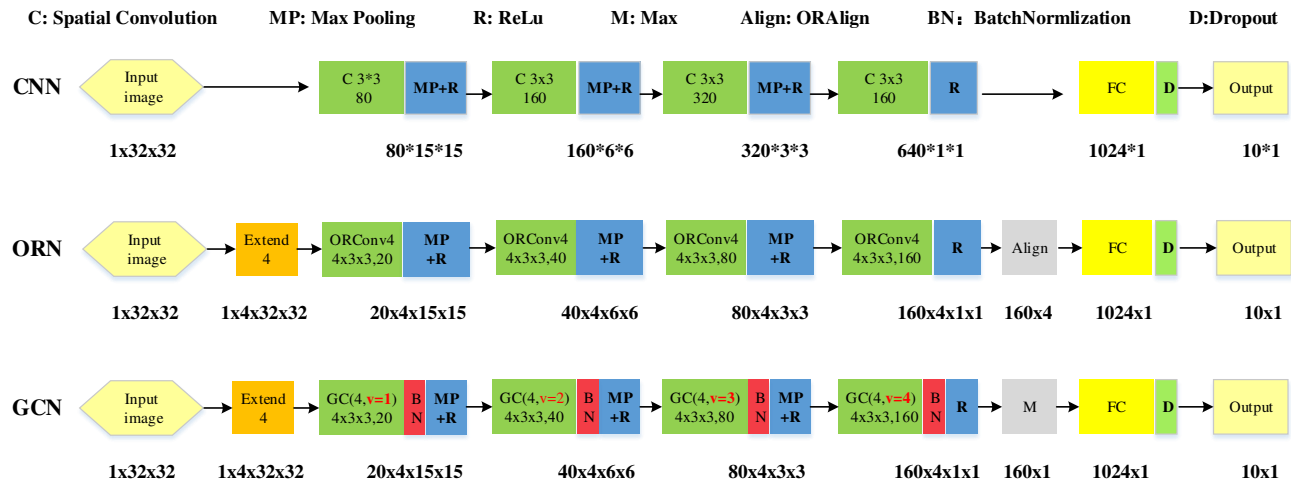 C: Spatial Convolution MP: Max Pooling R: ReLu M: Max Align: ORAlign BN: BatchNormlization D:Dropout
CNN
Input
image
C 3*3
80
MP+R
C 3x3
160
MP+R
C 3x3
320
MP+R
C 3x3
160
R
FC
D
Output
1x32x32 80*15*15 160*6*6 320*3*3 640*1*1 1024*1 10*1
ORN
Input
image
Extend
4
ORConv4
4x3x3,20
MP
+R
ORConv4
4x3x3,40
MP
+R
ORConv4
4x3x3,80
MP
+R
ORConv4
4x3x3,160
R
Align
FC
D
Output
1x32x32 1x4x32x32 20x4x15x15 40x4x6x6 80x4x3x3 160x4x1x1 160x4 1024x1 10x1
GCN
Input
image
Extend
4
GC(4,v=1)
4x3x3,20
B
N
MP
+R
GC(4,v=2)
4x3x3,40
B
N
MP
+R
GC(4,v=3)
4x3x3,80
B
N
MP
+R
GC(4,v=4)
4x3x3,160
B
N
R
M
FC
D
Output
1x32x32 1x4x32x32 20x4x15x15 40x4x6x6 80x4x3x3 160x4x1x1 160x1 1024x1 10x1